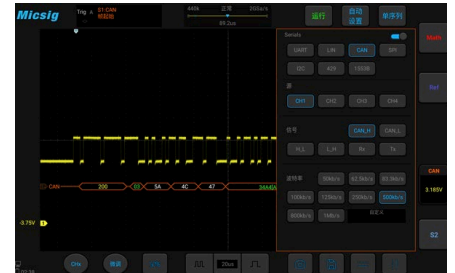 Micsig
Trig A S1:CAN
帧起始
440k 正常 20Gsa/s
89.2us
运行
自动
设置
单序列
Serials
UART LIN CAN SPI
I2C 429 1553B
源
CH1 CH2 CH3 CH4
信号
CAN_H CAN_L
H_L L_H Rx Tx
波特率
50kb/s 62.5kb/s 83.3kb/s
100kb/s 125kb/s 250kb/s 500kb/s
800kb/s 1Mb/s 自定义
Math
Ref
CAN
3.165V
S2
CAN 200 03 5A 4C 47
-3.75V
20us